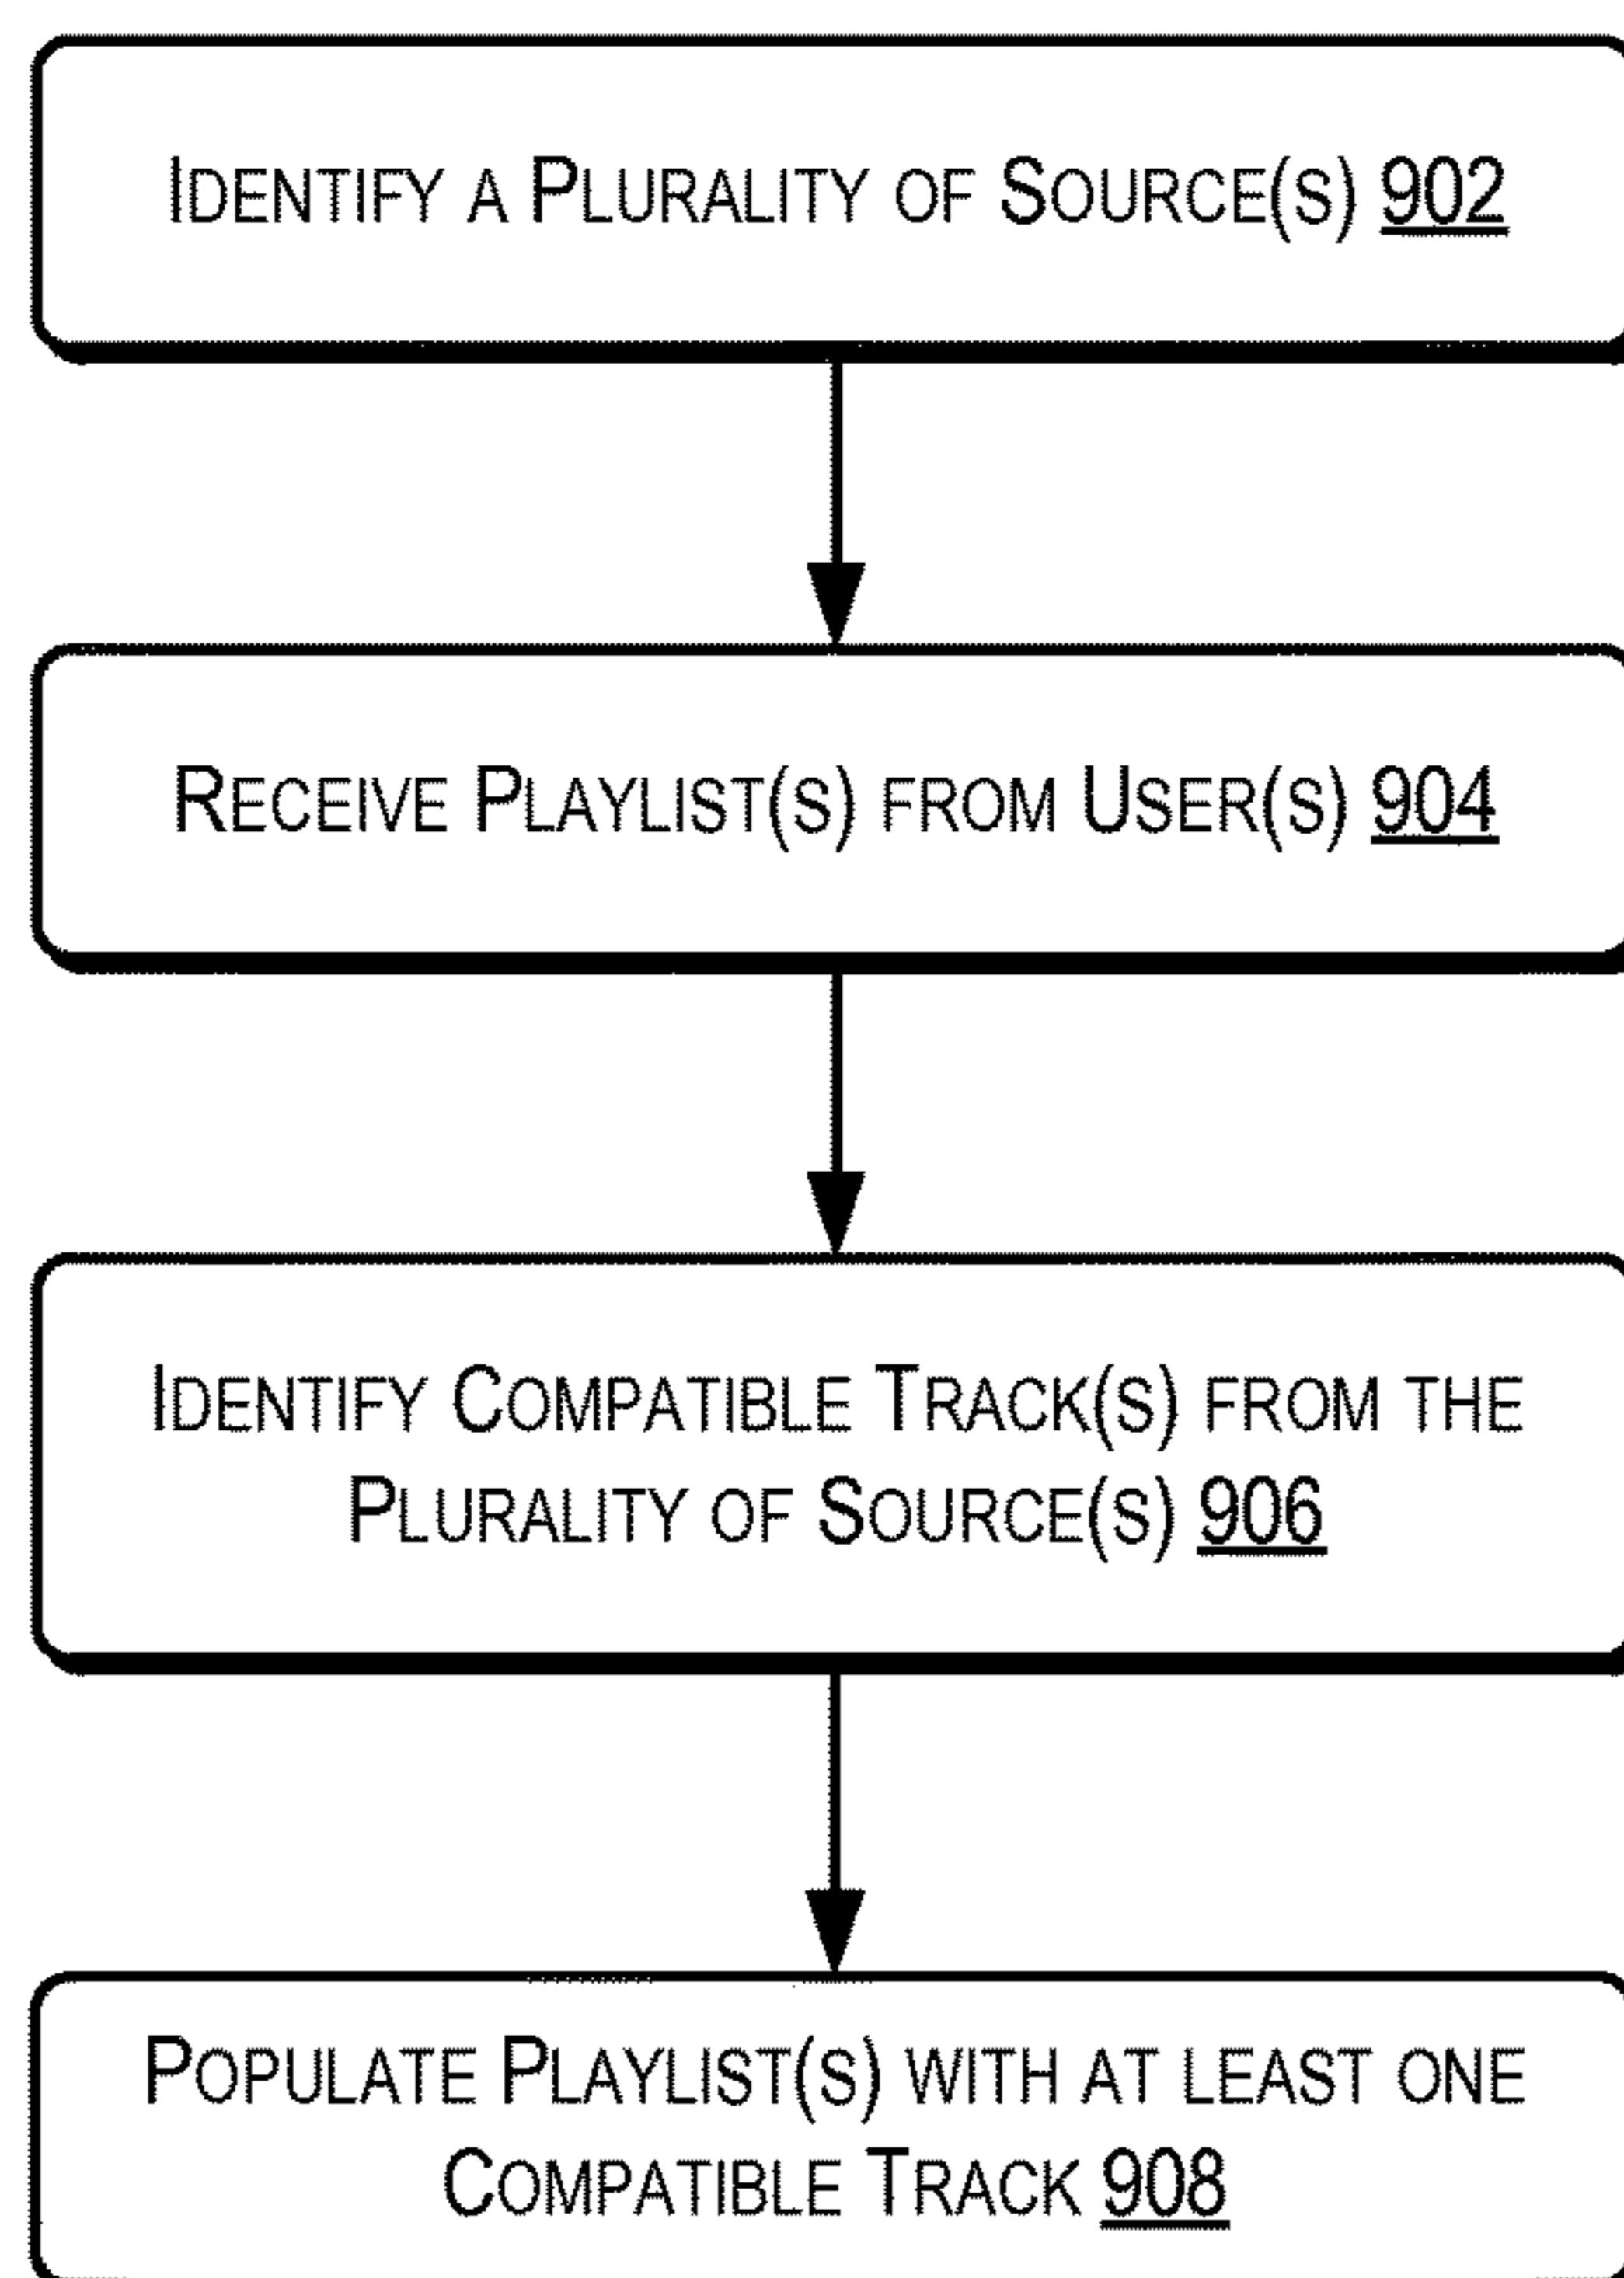 IDENTIFY A PLURALITY OF SOURCE(S) 902
RECEIVE PLAYLIST(S) FROM USER(S) 904
IDENTIFY COMPATIBLE TRACK(S) FROM THE
PLURALITY OF SOURCE(S) 906
POPULATE PLAYLIST(S) WITH AT LEAST ONE
COMPATIBLE TRACK 908